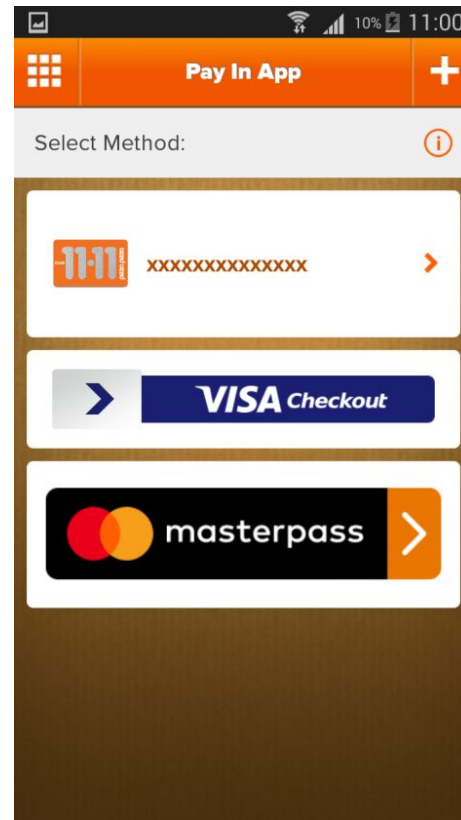 10% 11:00
Pay In App
Select Method:
-11-11
xxxxxxxxxxxxxx
VISA Checkout
masterpass